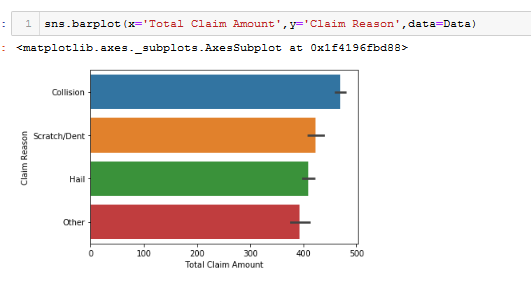 : 1 sns.barplot(x='Total Claim Amount',y='Claim Reason',data=Data)
: <matplotlib.axes._subplots.AxesSubplot at 0x1f4196fbd88>
Claim Reason
Collision
Scratch/Dent
Hail
Other
0 100 200 300 400 500
Total Claim Amount